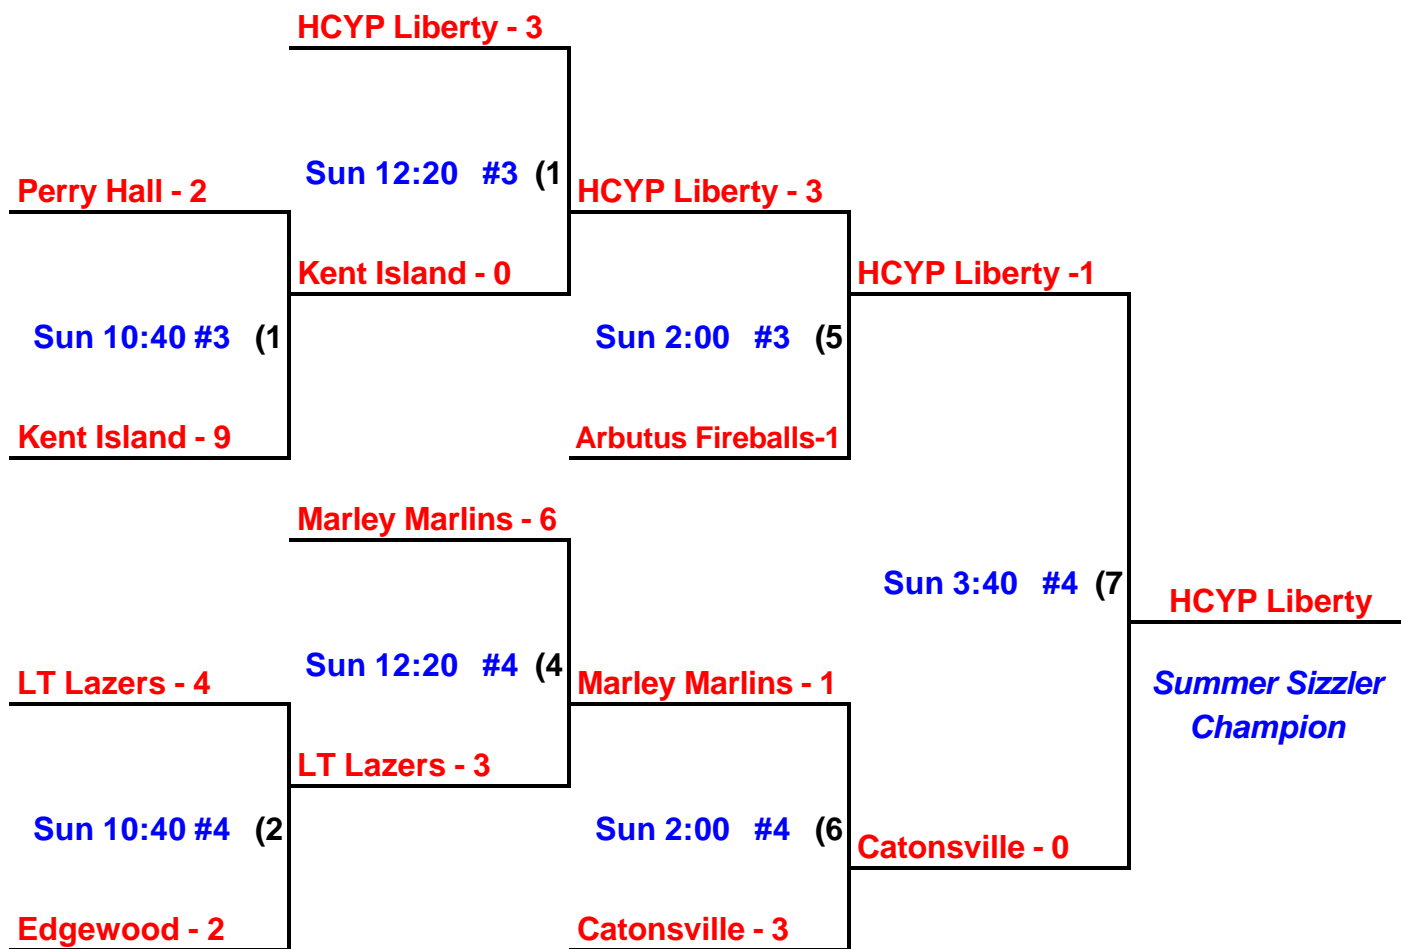 HCYP Liberty - 3
Sun 12:20 #3 (1
Perry Hall - 2
HCYP Liberty - 3
Kent Island - 0
HCYP Liberty -1
Sun 10:40 #3 (1
Sun 2:00 #3 (5
Kent Island - 9
Arbutus Fireballs-1
Marley Marlins - 6
Sun 3:40 #4 (7
HCYP Liberty
Sun 12:20 #4 (4
LT Lazers - 4
Marley Marlins - 1
Summer Sizzler
Champion
LT Lazers - 3
Sun 10:40 #4 (2
Sun 2:00 #4 (6
Catonsville - 0
Edgewood - 2
Catonsville - 3